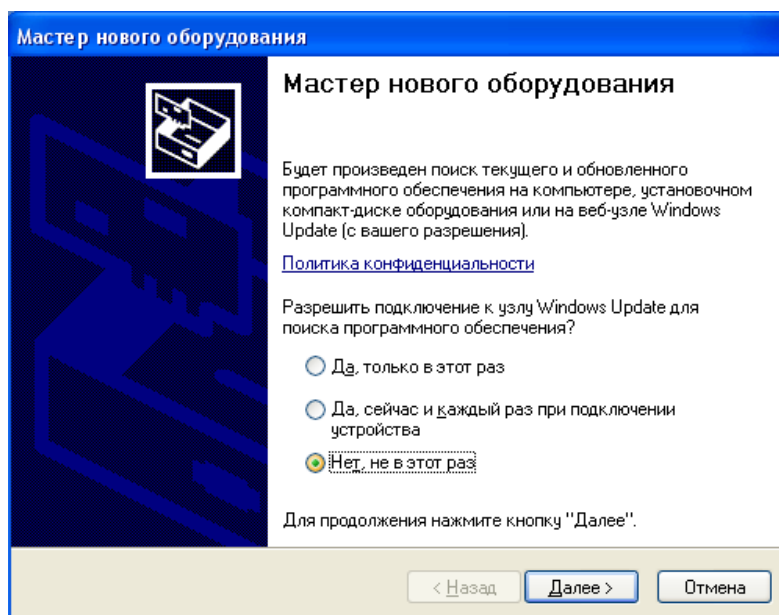 Мастер нового оборудования
Мастер нового оборудования
Будет произведен поиск текущего и обновленного
программного обеспечения на компьютере, установочном
компакт-диске оборудования или на веб-узле Windows
Update (с вашего разрешения).
Политика конфиденциальности
Разрешить подключение к узлу Windows Update для
поиска программного обеспечения?
Да, только в этот раз
Да, сейчас и каждый раз при подключении
устройства
Нет, не в этот раз
Для продолжения нажмите кнопку "Далее".
< Назад Далее > Отмена